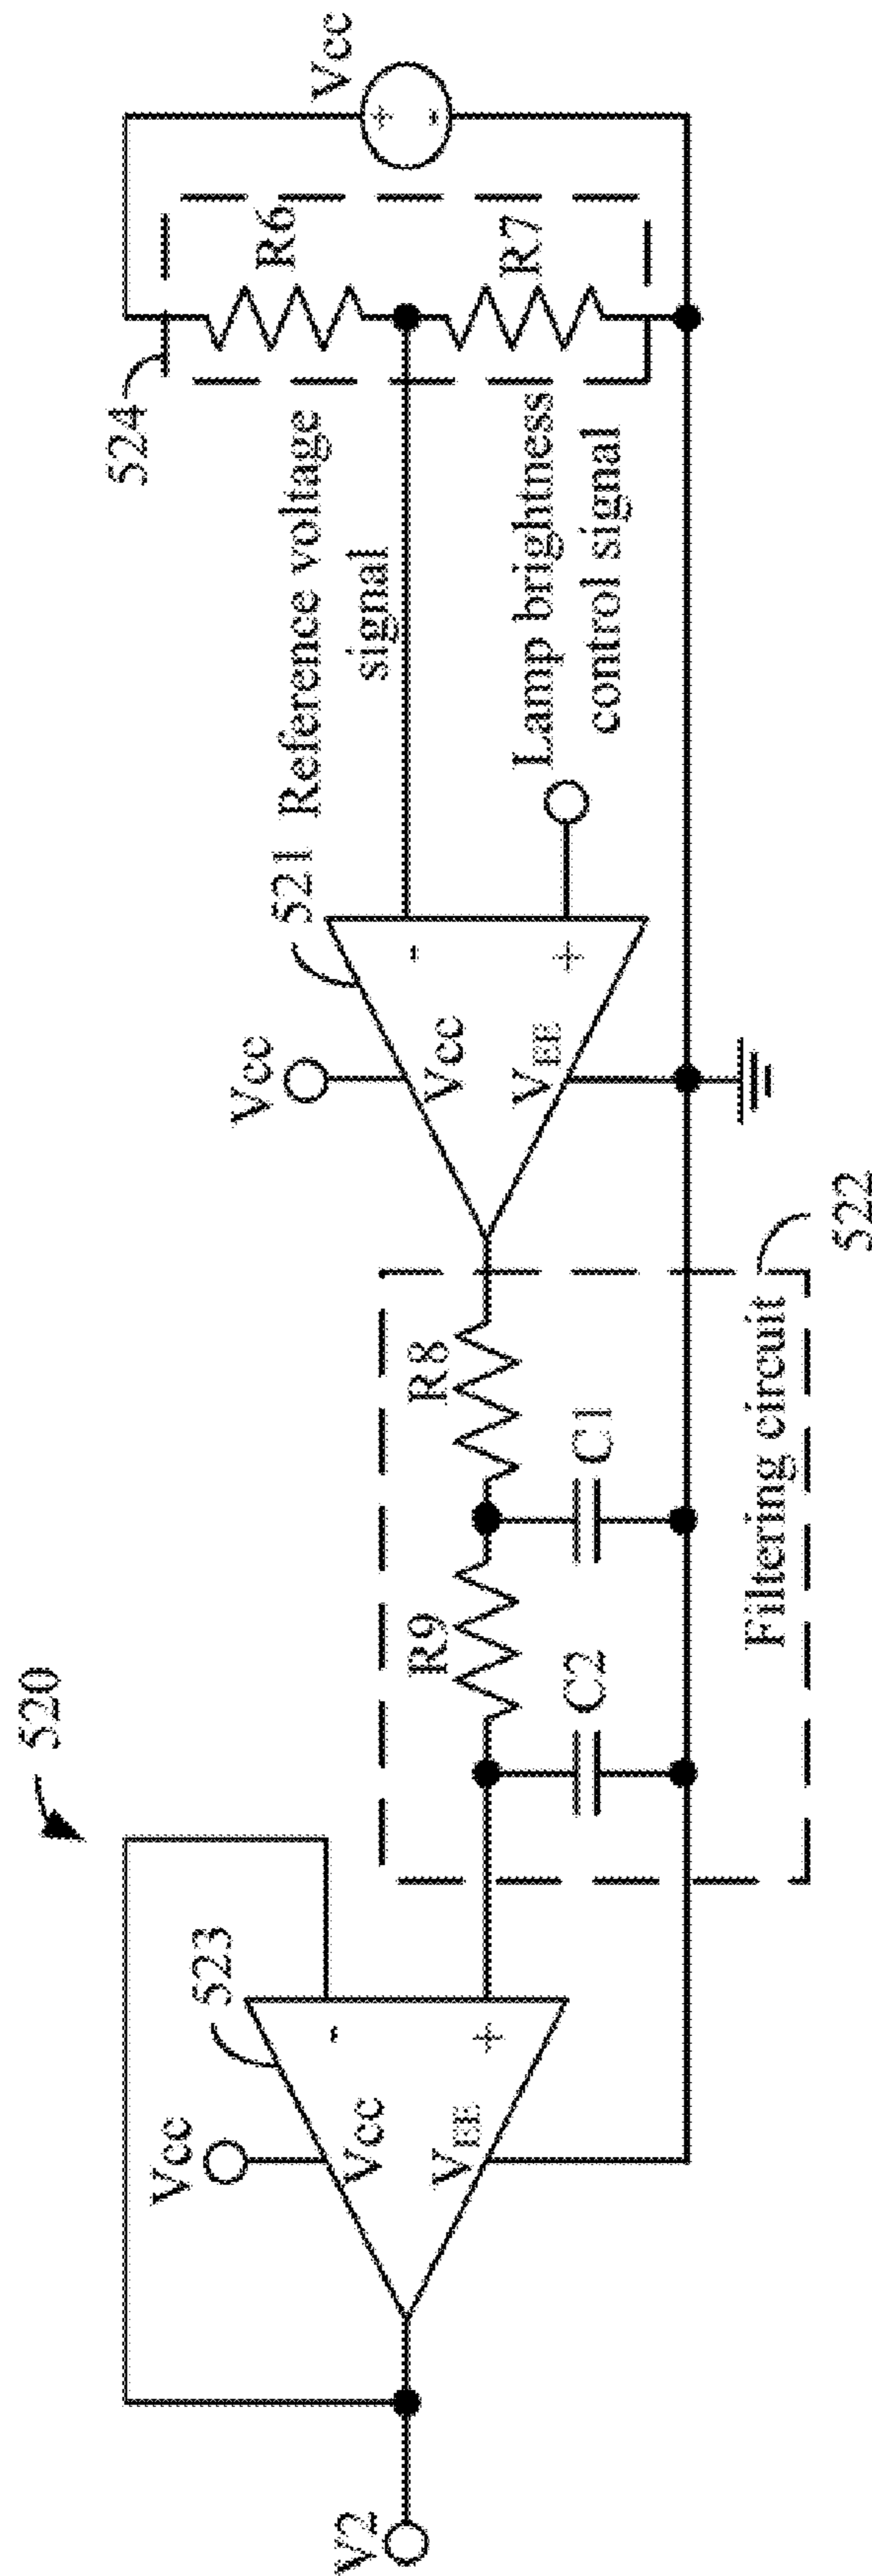 520
V2
Vcc
523
Vcc
VEE
-
+
R9
R8
C2
C1
Filtering circuit
522
Vcc
521
Vcc
VEE
-
+
Reference voltage
signal
Lamp brightness
control signal
524
R6
R7
Vcc
+
-